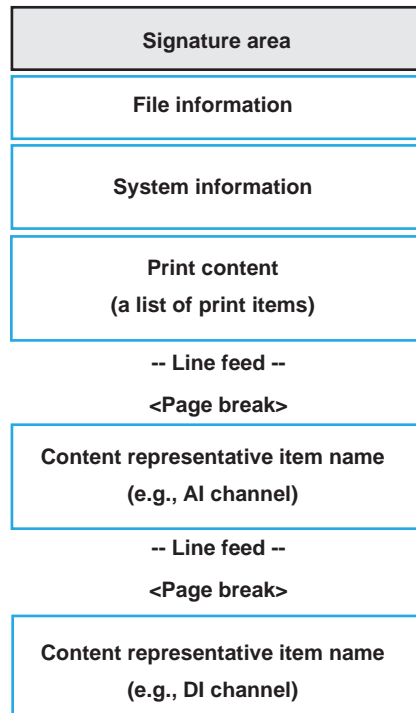 Signature area
File information
System information
Print content
(a list of print items)
-- Line feed --
<Page break>
Content representative item name
(e.g., AI channel)
-- Line feed --
<Page break>
Content representative item name
(e.g., DI channel)